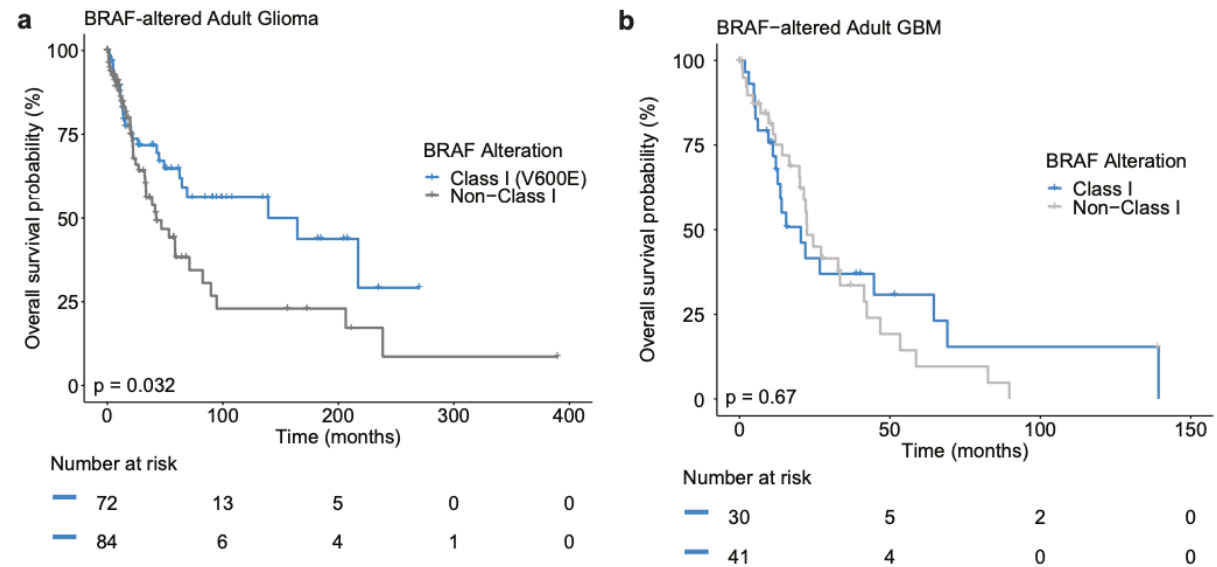 a
BRAF-altered Adult Glioma
Overall survival probability (%)
100
75
50
25
0
p = 0.032
BRAF Alteration
Class I (V600E)
Non-Class I
0 100 200 300 400
Time (months)
Number at risk
72 13 5 0 0
84 6 4 1 0
b
BRAF−altered Adult GBM
Overall survival probability (%)
100
75
50
25
0
p = 0.67
BRAF Alteration
Class I
Non−Class I
0 50 100 150
Time (months)
Number at risk
30 5 2 0
41 4 0 0